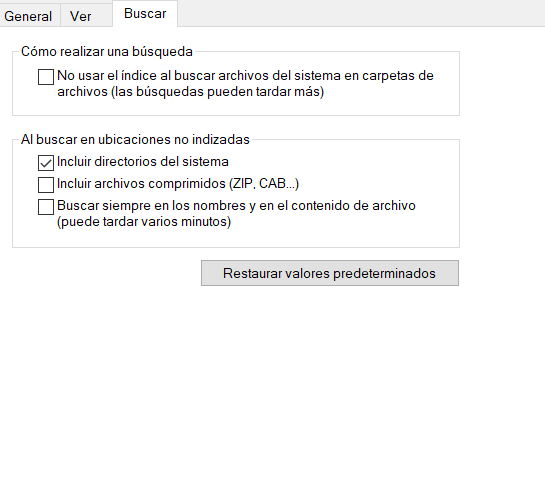 General Ver Buscar
Cómo realizar una búsqueda
No usar el índice al buscar archivos del sistema en carpetas de
archivos (las búsquedas pueden tardar más)
Al buscar en ubicaciones no indizadas
Incluir directorios del sistema
Incluir archivos comprimidos (ZIP, CAB...)
Buscar siempre en los nombres y en el contenido de archivo
(puede tardar varios minutos)
Restaurar valores predeterminados